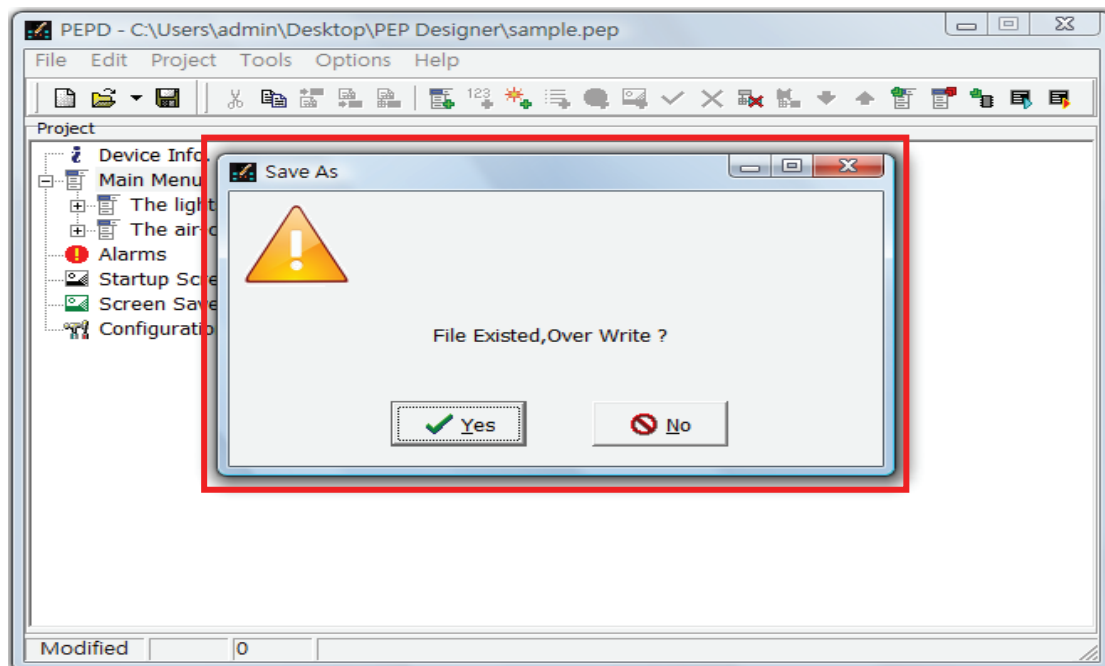 PEPD - C:\Users\admin\Desktop\PEP Designer\sample.pep
File Edit Project Tools Options Help
123
Project
Device Info.
Main Menu
The light
The air-c
Alarms
Startup Scre
Screen Save
Configuratio
Save As
File Existed,Over Write ?
Yes No
Modified 0